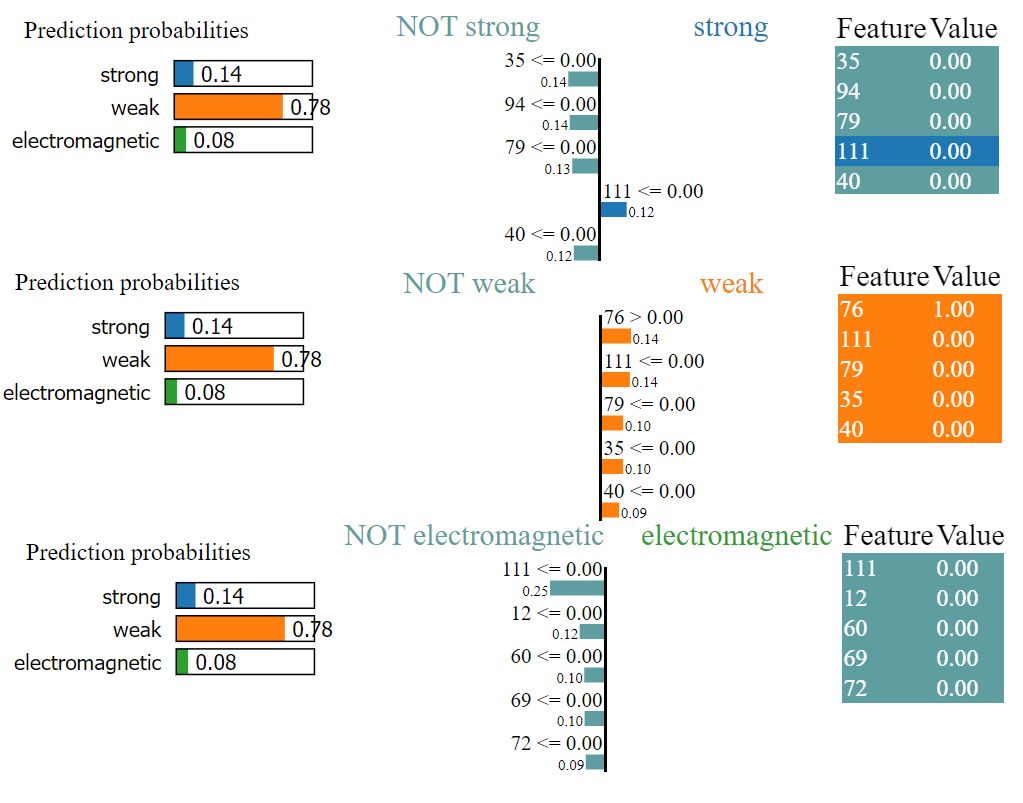 Prediction probabilities
strong 0.14
weak 0.78
electromagnetic 0.08
NOT strong strong
35 <= 0.00
0.14
94 <= 0.00
0.14
79 <= 0.00
0.13
111 <= 0.00
0.12
40 <= 0.00
0.12
Feature Value
35 0.00
94 0.00
79 0.00
111 0.00
40 0.00
Prediction probabilities
strong 0.14
weak 0.78
electromagnetic 0.08
NOT weak weak
76 > 0.00
0.14
111 <= 0.00
0.14
79 <= 0.00
0.10
35 <= 0.00
0.10
40 <= 0.00
0.09
Feature Value
76 1.00
111 0.00
79 0.00
35 0.00
40 0.00
Prediction probabilities
strong 0.14
weak 0.78
electromagnetic 0.08
NOT electromagnetic electromagnetic
111 <= 0.00
0.25
12 <= 0.00
0.12
60 <= 0.00
0.10
69 <= 0.00
0.10
72 <= 0.00
0.09
Feature Value
111 0.00
12 0.00
60 0.00
69 0.00
72 0.00